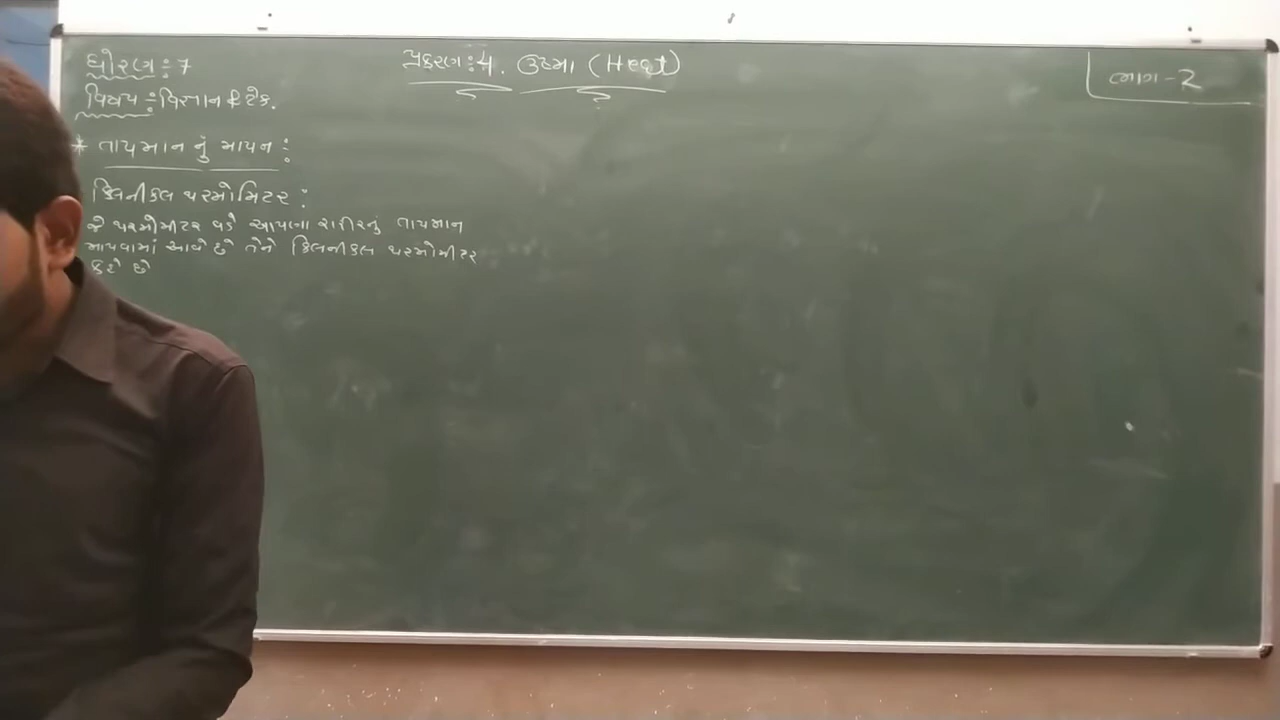 ધોરણ : 7
પ્રકરણ : 4. ઉષ્મા (Heat)
ભાગ - 2
વિષય : વિજ્ઞાન & ટેક.
* તાપમાન નું માપન :
ક્લિનીકલ થરમોમિટર :
જે થરમોમીટર વડે આપણા શરીરનું તાપમાન
માપવામાં આવે છે તેને ક્લિનીકલ થરમોમીટર
કહે છે